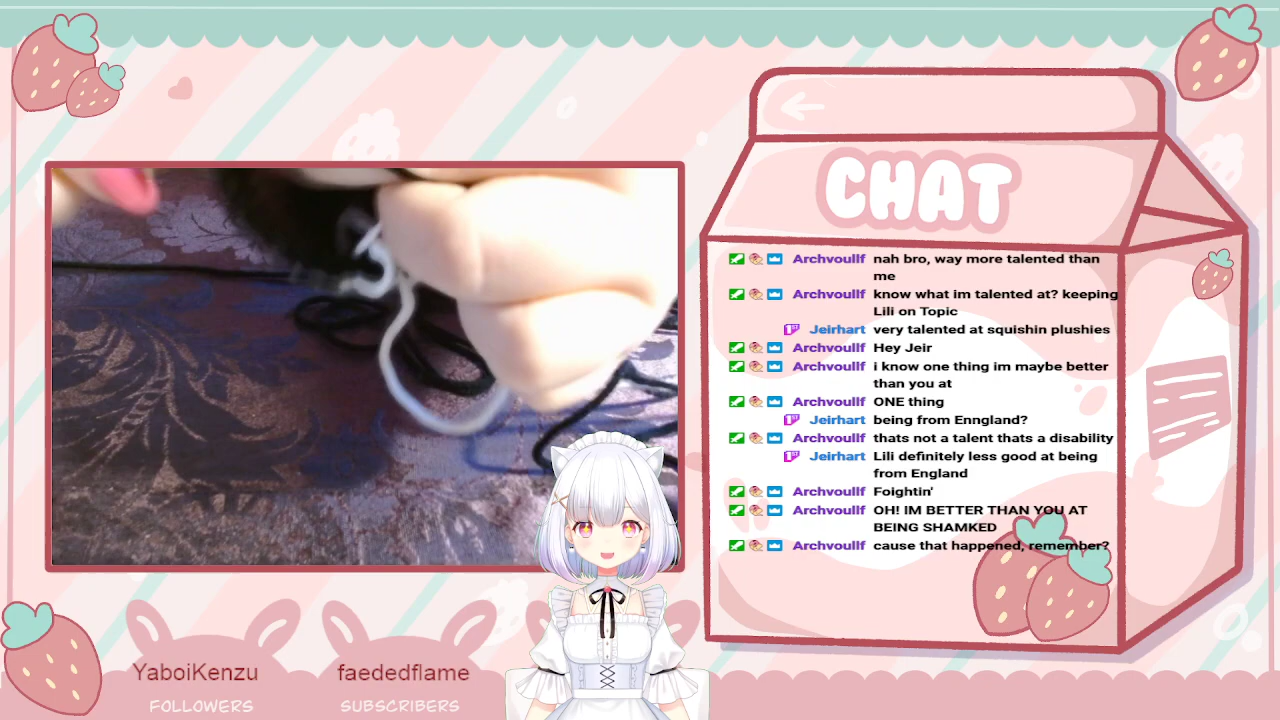 CHAT
Archvoullf nah bro, way more talented than
me
Archvoullf know what im talented at? keeping
Lili on Topic
Jeirhart very talented at squishin plushies
Archvoullf Hey Jeir
Archvoullf i know one thing im maybe better
than you at
Archvoullf ONE thing
Jeirhart being from Enngland?
Archvoullf thats not a talent thats a disability
Jeirhart Lili definitely less good at being
from England
Archvoullf Foightin'
Archvoullf OH! IM BETTER THAN YOU AT
BEING SHAMKED
Archvoullf cause that happened, remember?
YaboiKenzu
FOLLOWERS
faededflame
SUBSCRIBERS